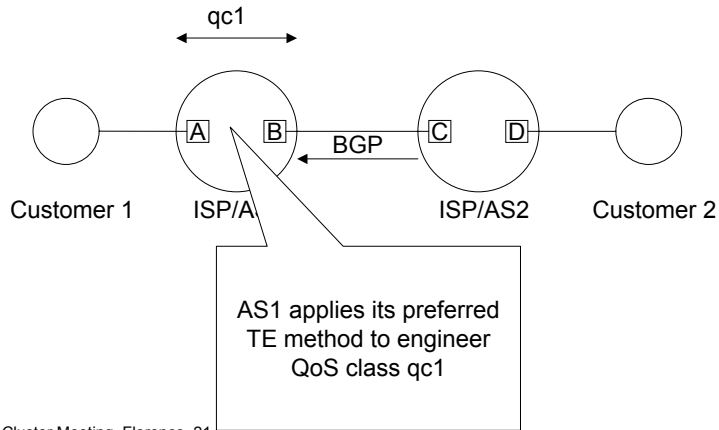 qc1
A
B
C
D
BGP
Customer 1
ISP/A
ISP/AS2
Customer 2
AS1 applies its preferred
TE method to engineer
QoS class qc1
Cluster Meeting, Florence, 21